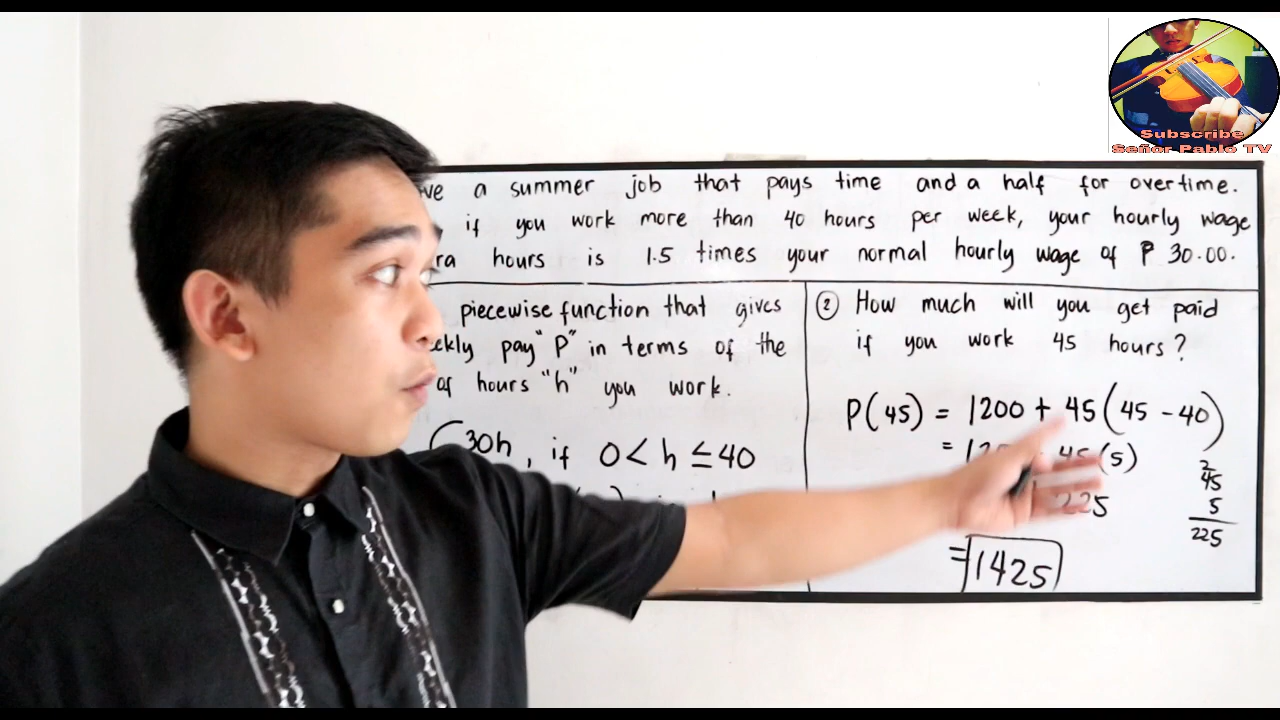 Subscribe
Señor Pablo TV
a summer job that pays time and a half for overtime.
if you work more than 40 hours per week, your hourly wage
hours is 1.5 times your normal hourly wage of ₱ 30.00.
piecewise function that gives
pay "P" in terms of the
of hours "h" you work.
30h, if 0 < h ≤ 40
② How much will you get paid
if you work 45 hours?
P(45) = 1200 + 45(45 - 40)
= 45(5)
225
= 1425
2
45
5
225